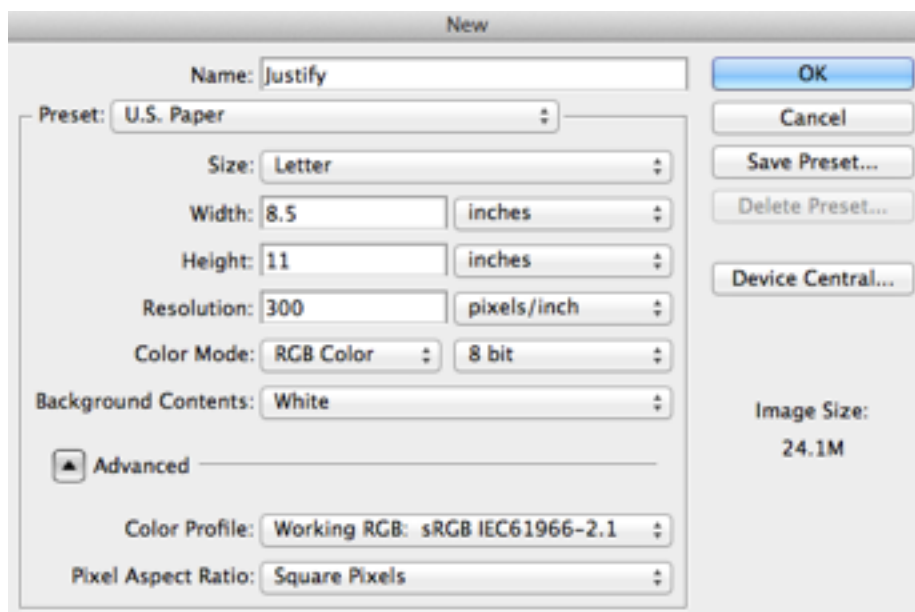 New
Name: Justify
OK
Preset: U.S. Paper
Cancel
Size: Letter
Save Preset...
Width: 8.5 inches
Delete Preset...
Height: 11 inches
Device Central...
Resolution: 300 pixels/inch
Color Mode: RGB Color 8 bit
Background Contents: White
Image Size:
24.1M
Advanced
Color Profile: Working RGB: sRGB IEC61966-2.1
Pixel Aspect Ratio: Square Pixels